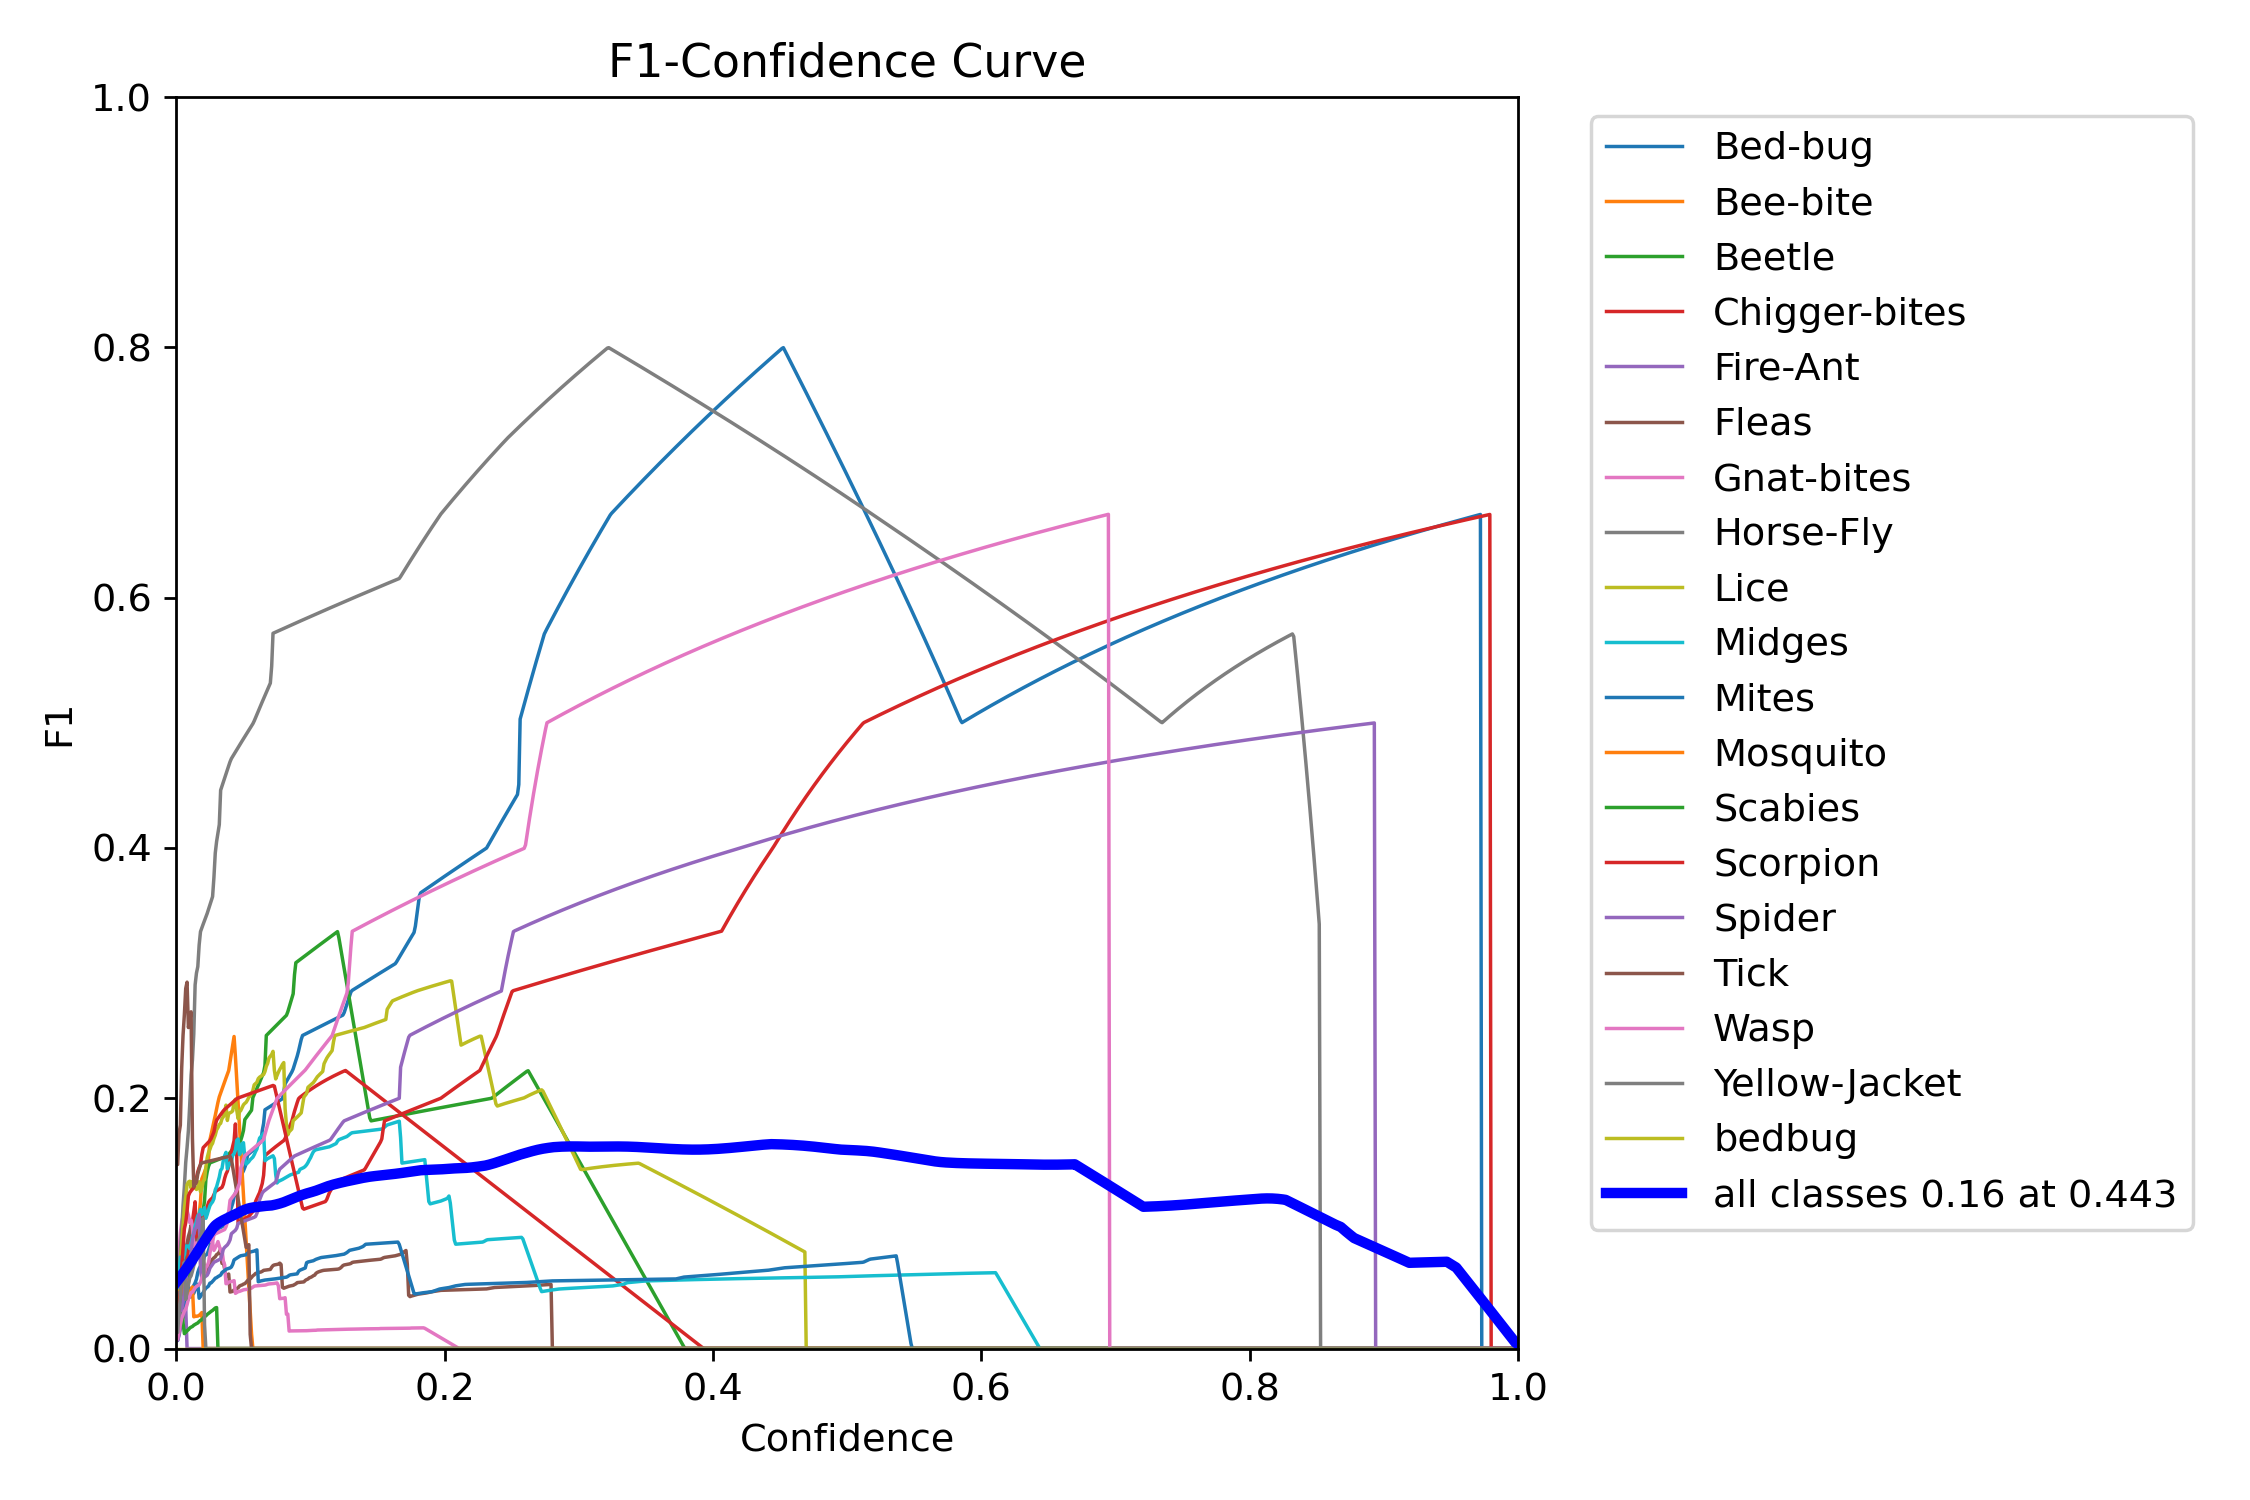 F1-Confidence Curve
1.0
0.8
0.6
0.4
0.2
0.0
F1
0.0 0.2 0.4 0.6 0.8 1.0
Confidence
Bed-bug
Bee-bite
Beetle
Chigger-bites
Fire-Ant
Fleas
Gnat-bites
Horse-Fly
Lice
Midges
Mites
Mosquito
Scabies
Scorpion
Spider
Tick
Wasp
Yellow-Jacket
bedbug
all classes 0.16 at 0.443